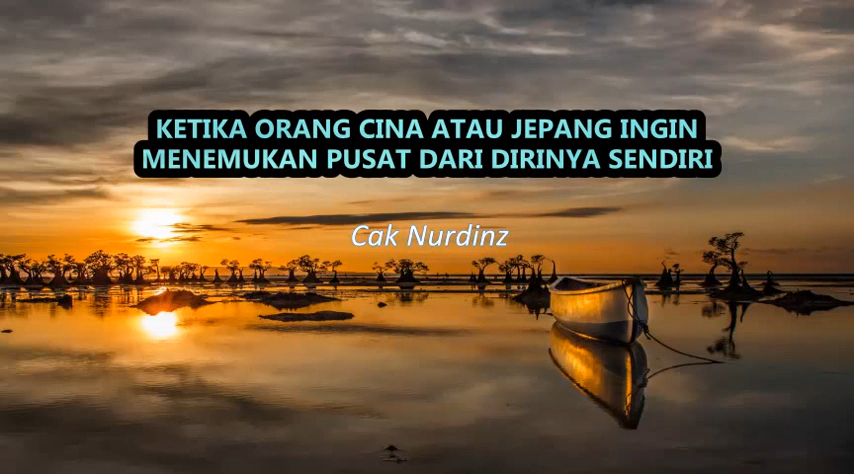 KETIKA ORANG CINA ATAU JEPANG INGIN
MENEMUKAN PUSAT DARI DIRINYA SENDIRI
Cak Nurdinz